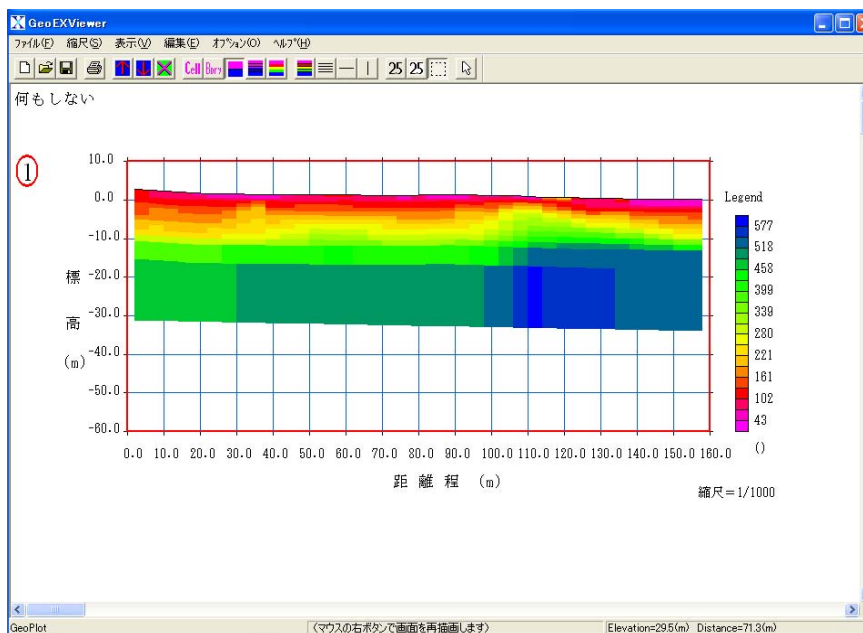 GeoEXViewer
ファイル(F) 縮尺(S) 表示(V) 編集(E) オプション(O) ヘルプ(H)
Cell Bnry 25 25
何もしない
1
10.0
0.0
-10.0
-20.0
-30.0
-40.0
-50.0
-60.0
標高(m)
0.0 10.0 20.0 30.0 40.0 50.0 60.0 70.0 80.0 90.0 100.0 110.0 120.0 130.0 140.0 150.0 160.0
距離程 (m)
Legend
577
518
458
399
339
280
221
161
102
43
()
縮尺=1/1000
GeoPlot (マウスの右ボタンで画面を再描画します) Elevation=29.5(m) Distance=71.3(m)